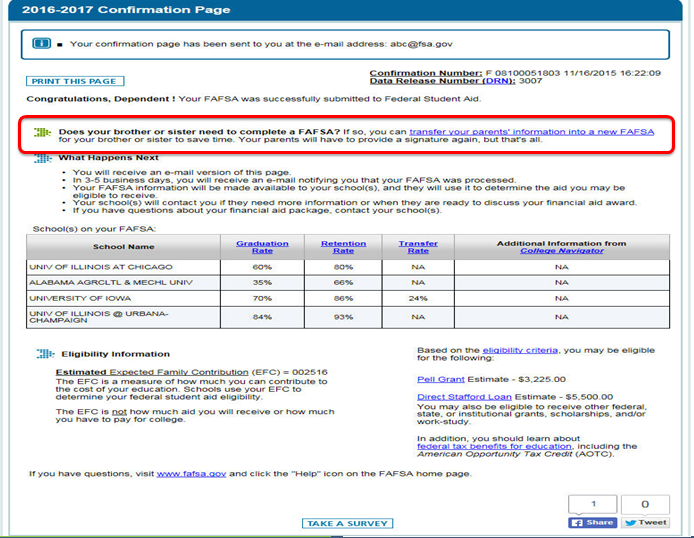 2016-2017 Confirmation Page
Your confirmation page has been sent to you at the e-mail address: abc@fsa.gov
PRINT THIS PAGE
Confirmation Number: F 08100051803 11/16/2015 16:22:09
Data Release Number (DRN): 3007
Congratulations, Dependent ! Your FAFSA was successfully submitted to Federal Student Aid.
Does your brother or sister need to complete a FAFSA? If so, you can transfer your parents' information into a new FAFSA
for your brother or sister to save time. Your parents will have to provide a signature again, but that's all.
What Happens Next
• You will receive an e-mail version of this page.
• In 3-5 business days, you will receive an e-mail notifying you that your FAFSA was processed.
• Your FAFSA information will be made available to your school(s), and they will use it to determine the aid you may be
eligible to receive.
• Your school(s) will contact you if they need more information or when they are ready to discuss your financial aid award.
• If you have questions about your financial aid package, contact your school(s).
School(s) on your FAFSA:
School Name Graduation Rate Retention Rate Transfer Rate Additional Information from College Navigator
UNIV OF ILLINOIS AT CHICAGO 60% 80% NA NA
ALABAMA AGRCLTL & MECHL UNIV 35% 66% NA NA
UNIVERSITY OF IOWA 70% 86% 24% NA
UNIV OF ILLINOIS @ URBANA-
CHAMPAIGN 84% 93% NA NA
Eligibility Information
Estimated Expected Family Contribution (EFC) = 002516
The EFC is a measure of how much you can contribute to
the cost of your education. Schools use your EFC to
determine your federal student aid eligibility.
The EFC is not how much aid you will receive or how much
you have to pay for college.
Based on the eligibility criteria, you may be eligible
for the following:
Pell Grant Estimate - $3,225.00
Direct Stafford Loan Estimate - $5,500.00
You may also be eligible to receive other federal,
state, or institutional grants, scholarships, and/or
work-study.
In addition, you should learn about
federal tax benefits for education, including the
American Opportunity Tax Credit (AOTC).
If you have questions, visit www.fafsa.gov and click the "Help" icon on the FAFSA home page.
1 0
Share Tweet
TAKE A SURVEY